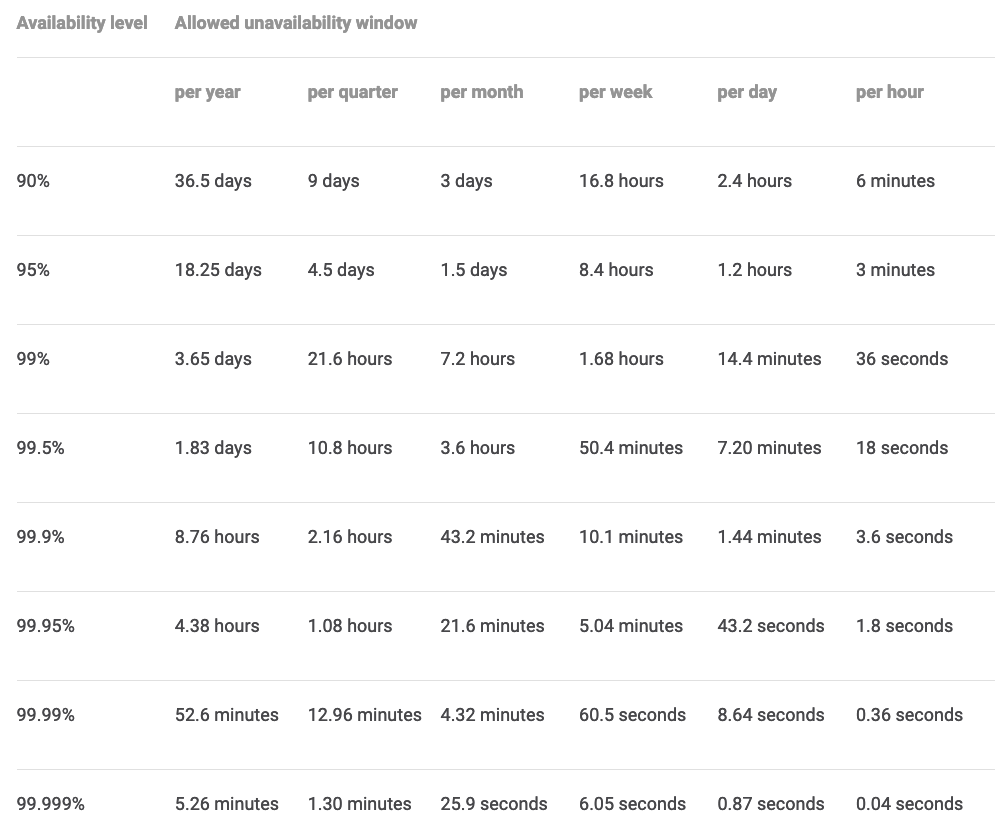 Availability level Allowed unavailability window
per year per quarter per month per week per day per hour
90% 36.5 days 9 days 3 days 16.8 hours 2.4 hours 6 minutes
95% 18.25 days 4.5 days 1.5 days 8.4 hours 1.2 hours 3 minutes
99% 3.65 days 21.6 hours 7.2 hours 1.68 hours 14.4 minutes 36 seconds
99.5% 1.83 days 10.8 hours 3.6 hours 50.4 minutes 7.20 minutes 18 seconds
99.9% 8.76 hours 2.16 hours 43.2 minutes 10.1 minutes 1.44 minutes 3.6 seconds
99.95% 4.38 hours 1.08 hours 21.6 minutes 5.04 minutes 43.2 seconds 1.8 seconds
99.99% 52.6 minutes 12.96 minutes 4.32 minutes 60.5 seconds 8.64 seconds 0.36 seconds
99.999% 5.26 minutes 1.30 minutes 25.9 seconds 6.05 seconds 0.87 seconds 0.04 seconds